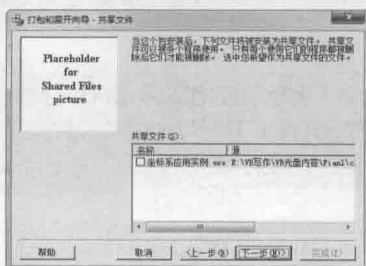 打包和展开向导 - 共享文件
Placeholder
for
Shared Files
picture
当这个包安装后，下列文件将被安装为共享文件。共享文
件可以被多个程序使用。只有每个使用它们的程序都被删
除后它们才能被删除。选中您希望作为共享文件的文件。
共享文件(S):
名称 源
坐标系应用实例 exe E:\VB写作\VB光盘内容\
帮助 取消 <上一步(B) 下一步(N)> 完成(F)